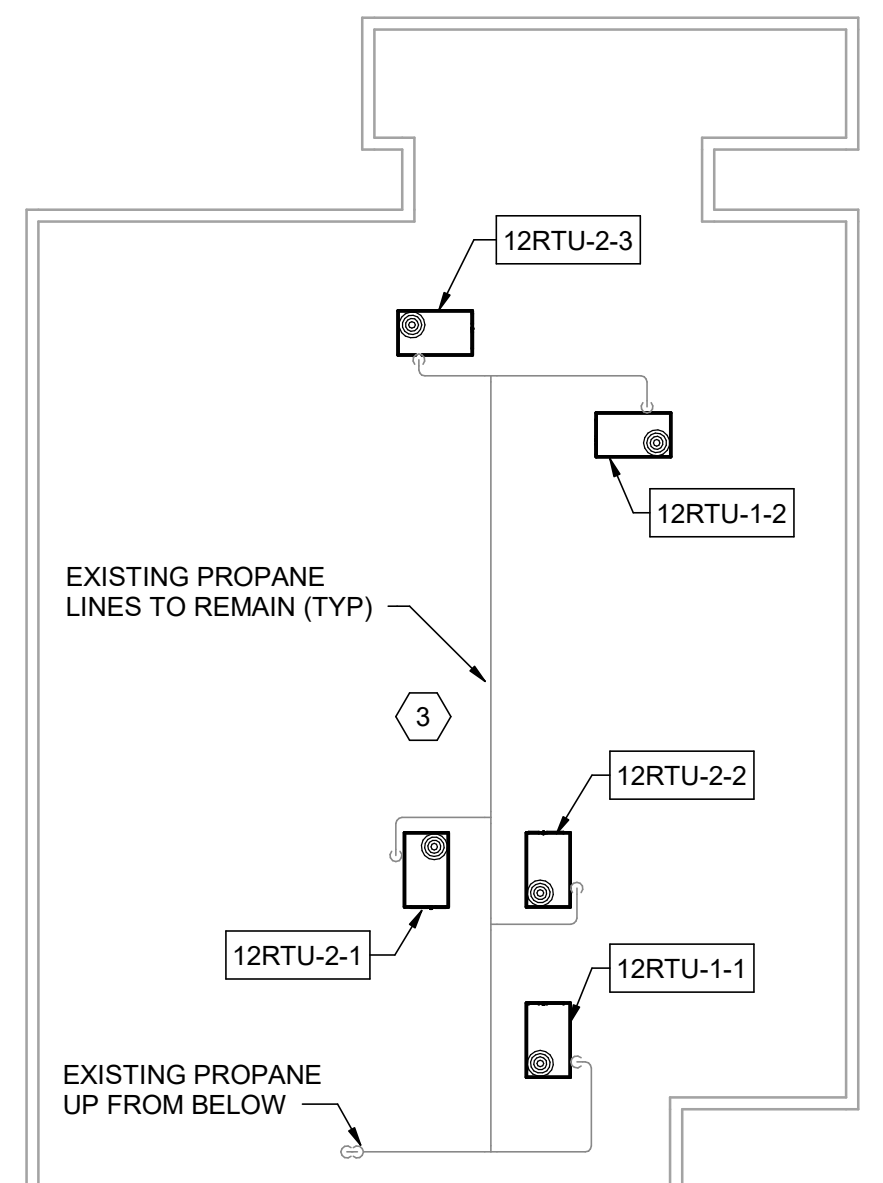 12RTU-2-3
12RTU-1-2
EXISTING PROPANE
LINES TO REMAIN (TYP)
3
12RTU-2-2
12RTU-2-1
12RTU-1-1
EXISTING PROPANE
UP FROM BELOW